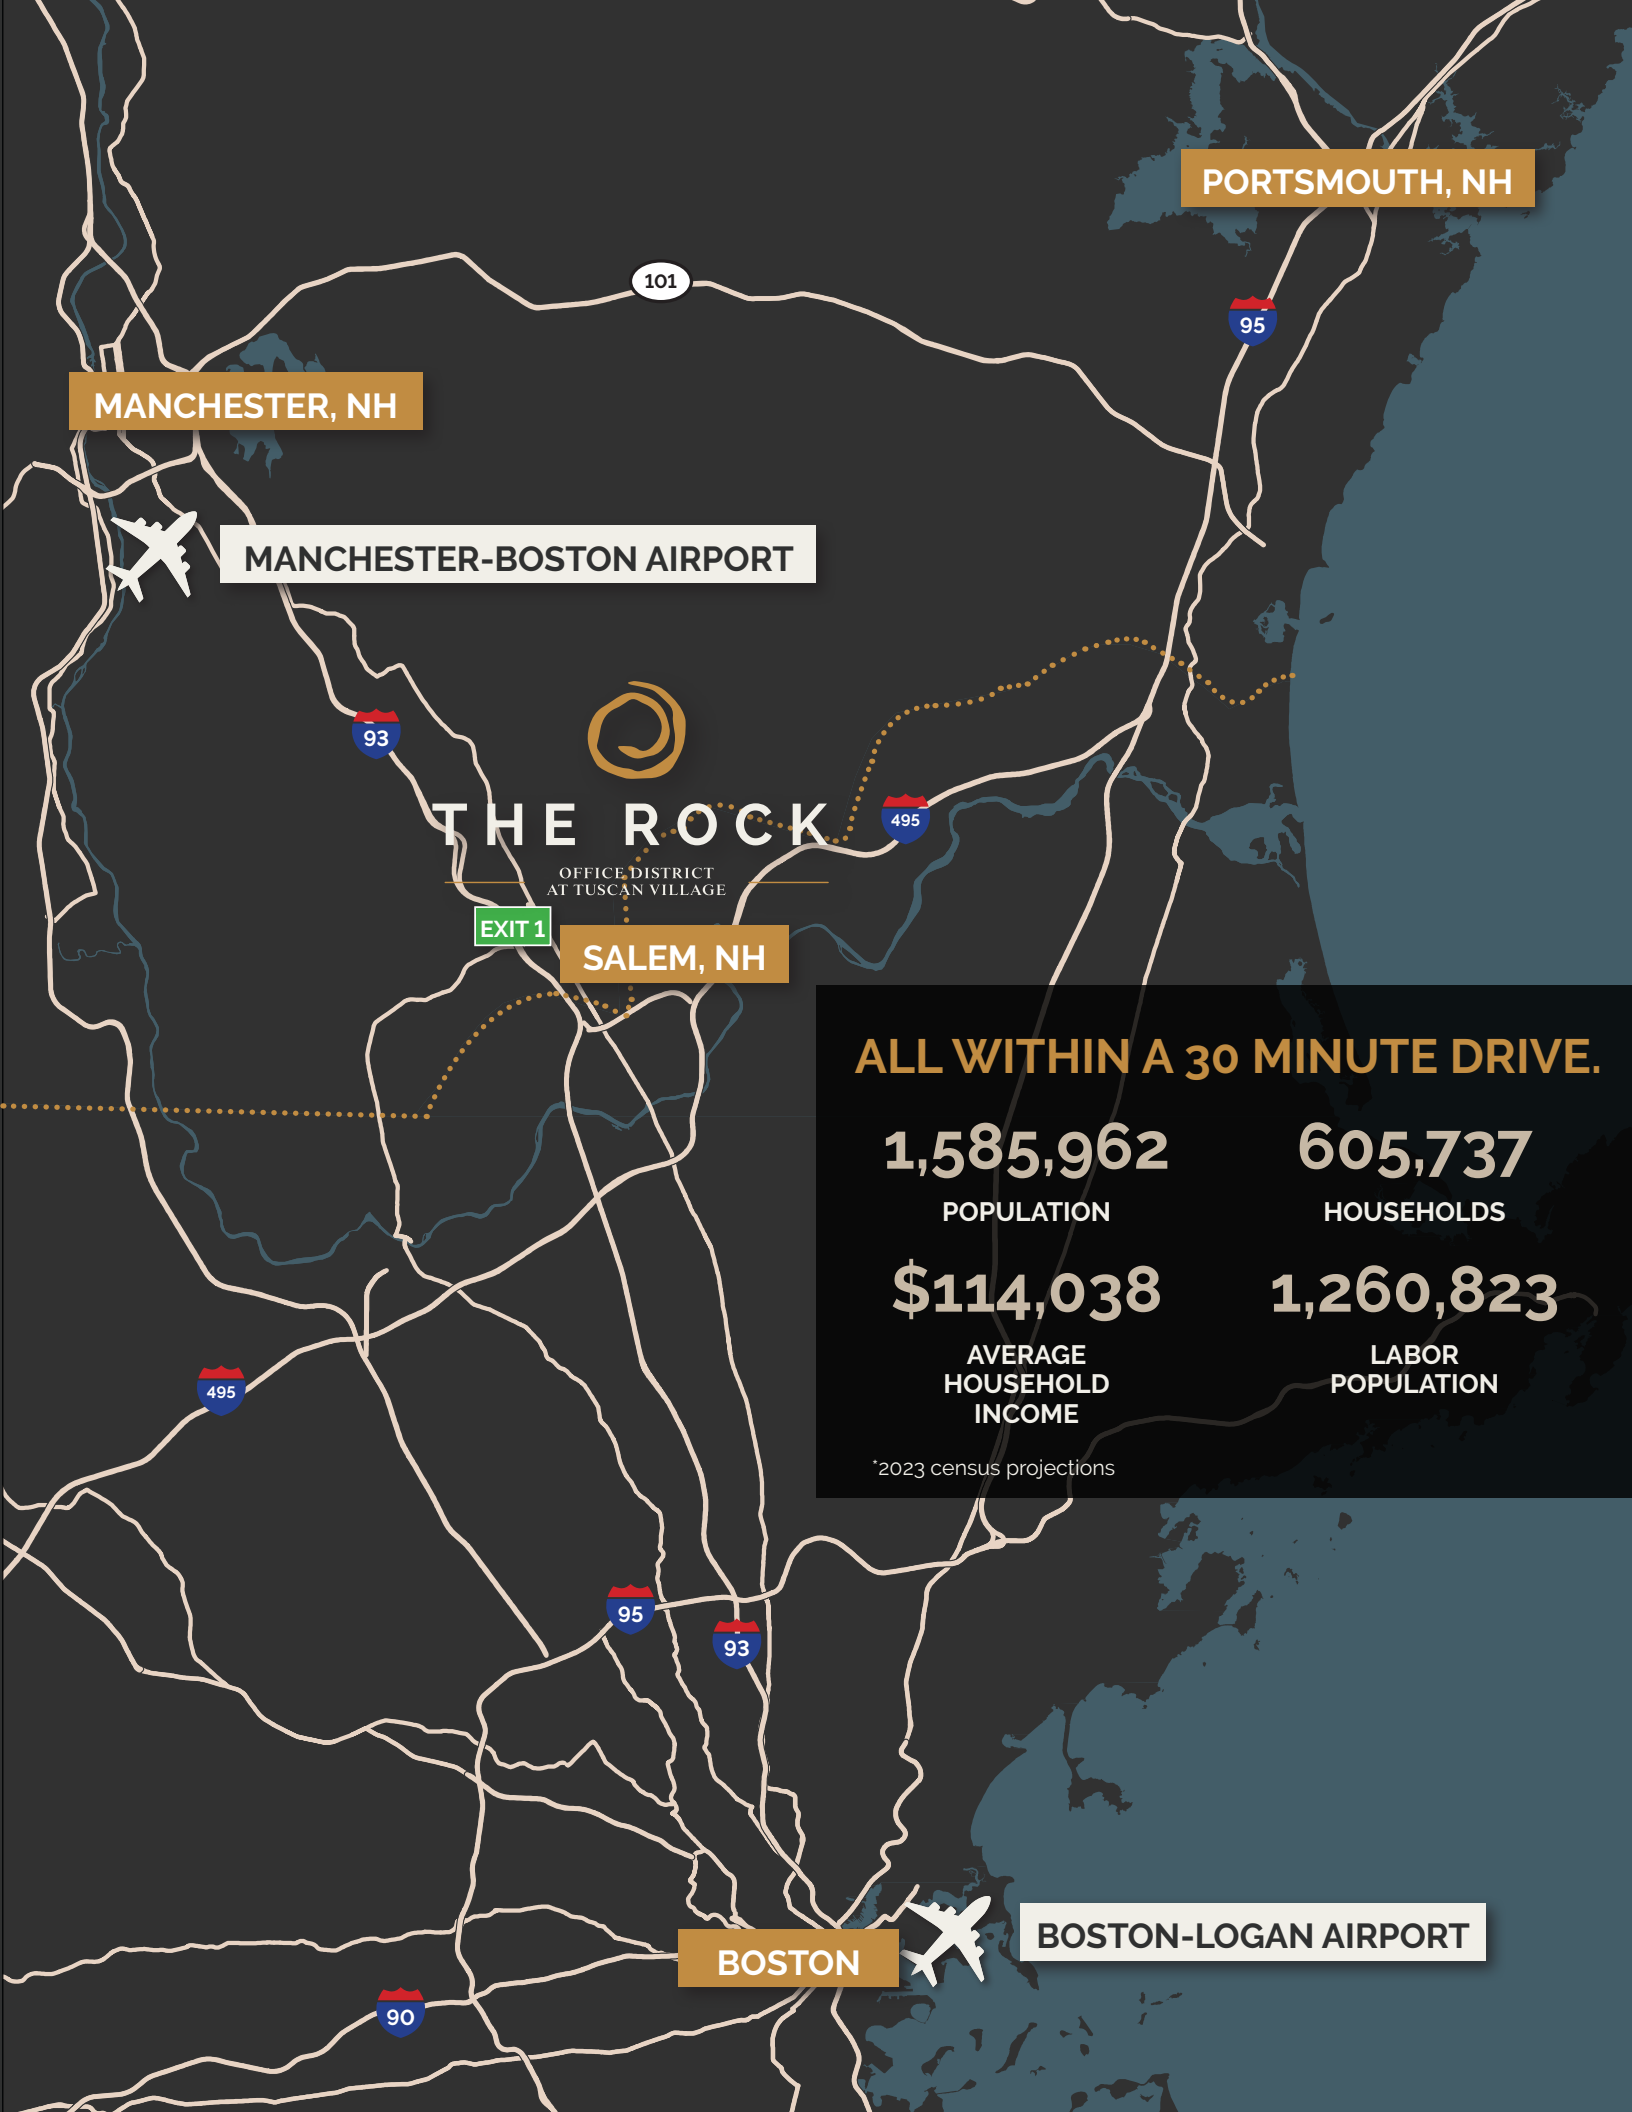 PORTSMOUTH, NH
101
95
MANCHESTER, NH
MANCHESTER-BOSTON AIRPORT
93
THE ROCK
495
OFFICE DISTRICT
AT TUSCAN VILLAGE
EXIT 1
SALEM, NH
ALL WITHIN A 30 MINUTE DRIVE.
1,585,962
POPULATION
605,737
HOUSEHOLDS
$114,038
AVERAGE
HOUSEHOLD
INCOME
1,260,823
LABOR
POPULATION
*2023 census projections
495
95
93
BOSTON
BOSTON-LOGAN AIRPORT
90